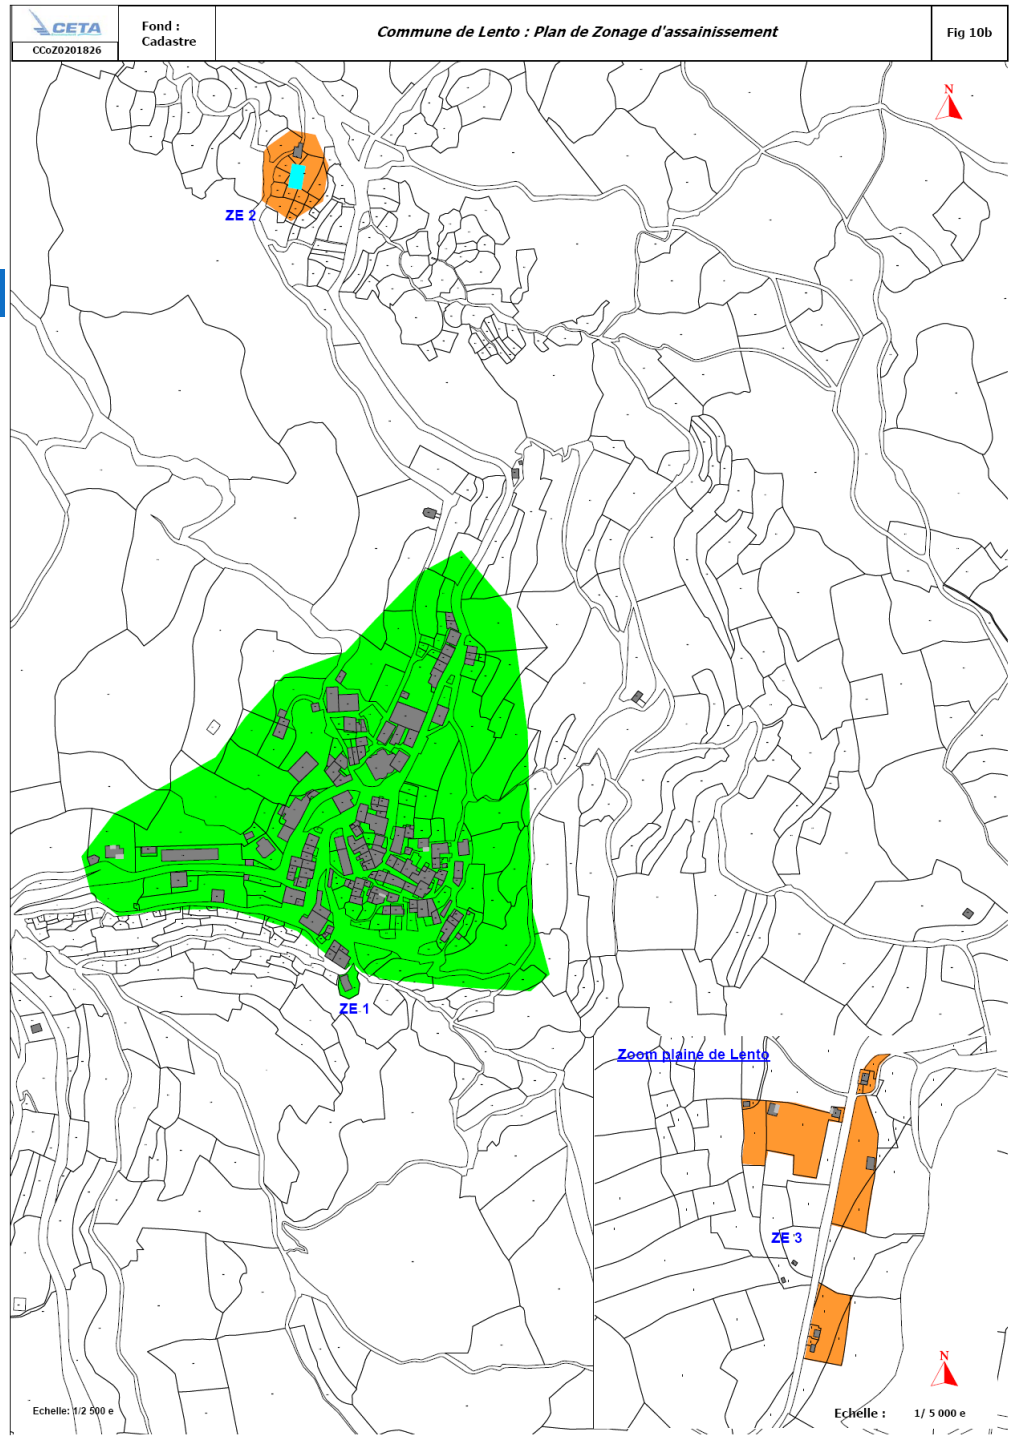 CETA
CCoZ0201826
Fond :
Cadastre
Commune de Lento : Plan de Zonage d'assainissement
Fig 10b
N
ZE 2
ZE 1
Zoom plaine de Lento
ZE 3
N
Echelle: 1/2 500 e
Echelle : 1/ 5 000 e